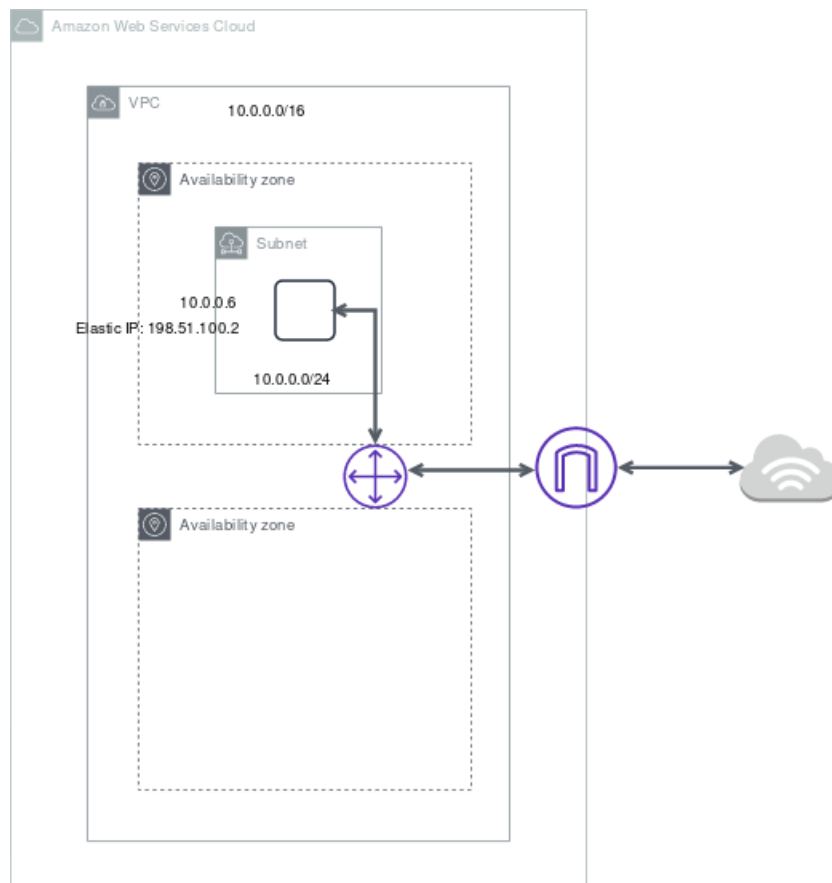 Amazon Web Services Cloud
VPC
10.0.0.0/16
Availability zone
Subnet
10.0.0.6
Elastic IP: 198.51.100.2
10.0.0.0/24
Availability zone